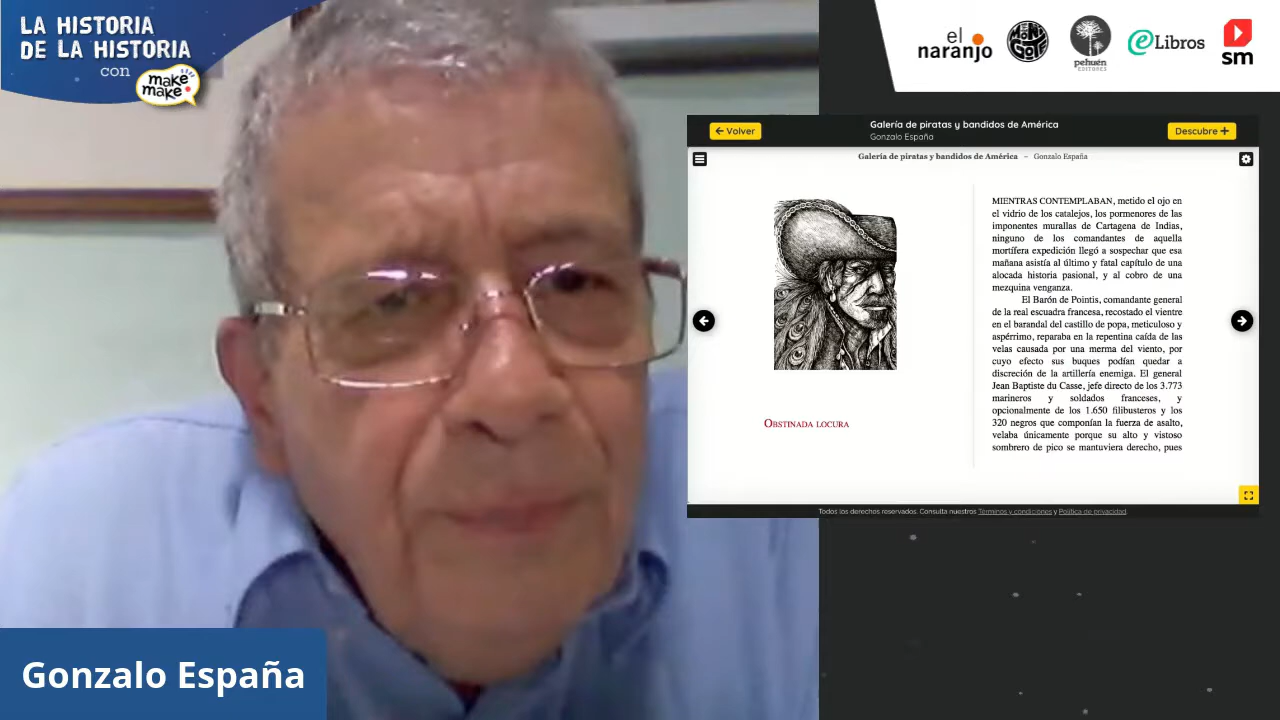 LA HISTORIA
DE LA HISTORIA
con
make
make
el
naranjo
pehuén
EDITORES
eLibros
sm
Volver
Galería de piratas y bandidos de América
Gonzalo España
Descubre
Galería de piratas y bandidos de América – Gonzalo España
OBSTINADA LOCURA
MIENTRAS CONTEMPLABAN, metido el ojo en
el vidrio de los catalejos, los pormenores de las
imponentes murallas de Cartagena de Indias,
ninguno de los comandantes de aquella
mortífera expedición llegó a sospechar que esa
mañana asistía al último y fatal capítulo de una
alocada historia pasional, y al cobro de una
mezquina venganza.
El Barón de Pointis, comandante general
de la real escuadra francesa, recostado el vientre
en el barandal del castillo de popa, meticuloso y
aspérrimo, reparaba en la repentina caída de las
velas causada por una merma del viento, por
cuyo efecto sus buques podían quedar a
discreción de la artillería enemiga. El general
Jean Baptiste du Casse, jefe directo de los 3.773
marineros y soldados franceses, y
opcionalmente de los 1.650 filibusteros y los
320 negros que componían la fuerza de asalto,
velaba únicamente porque su alto y vistoso
sombrero de pico se mantuviera derecho, pues
Todos los derechos reservados. Consulta nuestros Términos y condiciones y Política de privacidad.
Gonzalo España